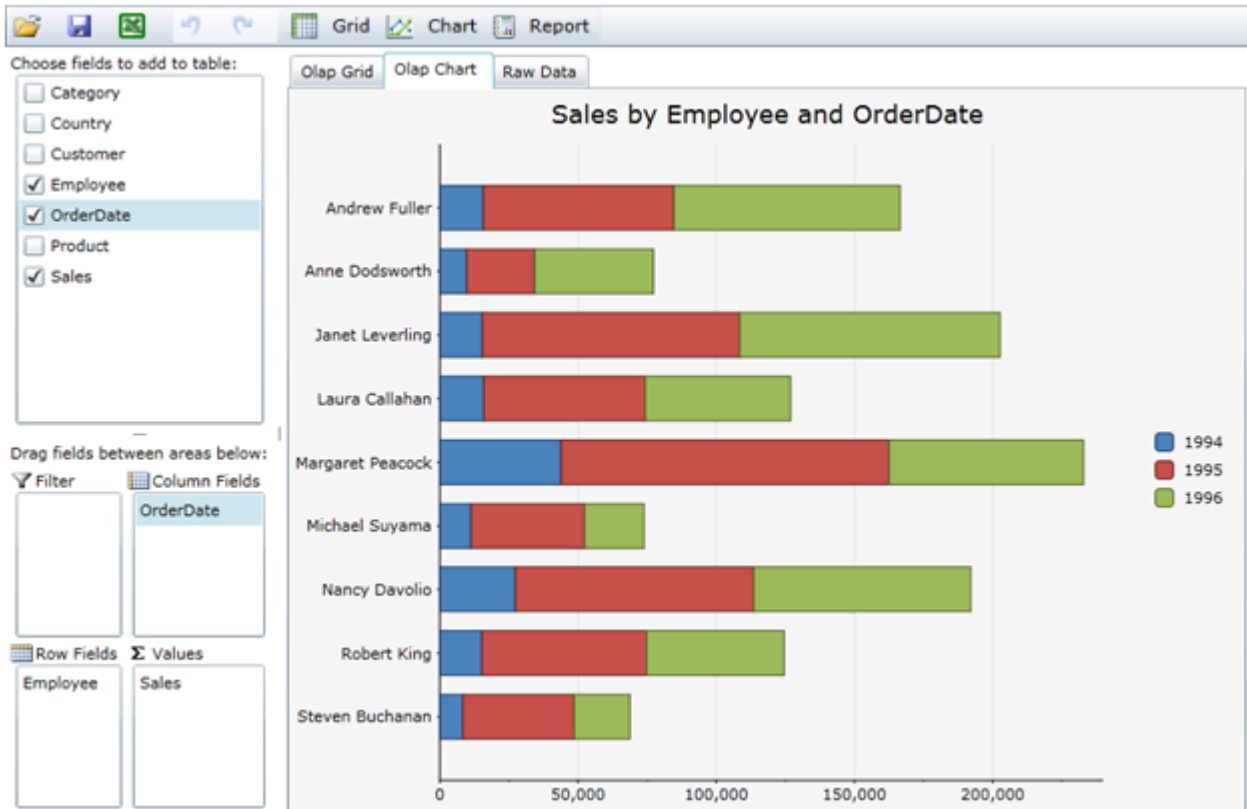 Grid Chart Report
Choose fields to add to table:
Category
Country
Customer
Employee
OrderDate
Product
Sales
Drag fields between areas below:
Filter Column Fields
OrderDate
Row Fields Σ Values
Employee Sales
Olap Grid Olap Chart Raw Data
Sales by Employee and OrderDate
Andrew Fuller
Anne Dodsworth
Janet Leverling
Laura Callahan
Margaret Peacock
Michael Suyama
Nancy Davolio
Robert King
Steven Buchanan
0 50,000 100,000 150,000 200,000
1994
1995
1996